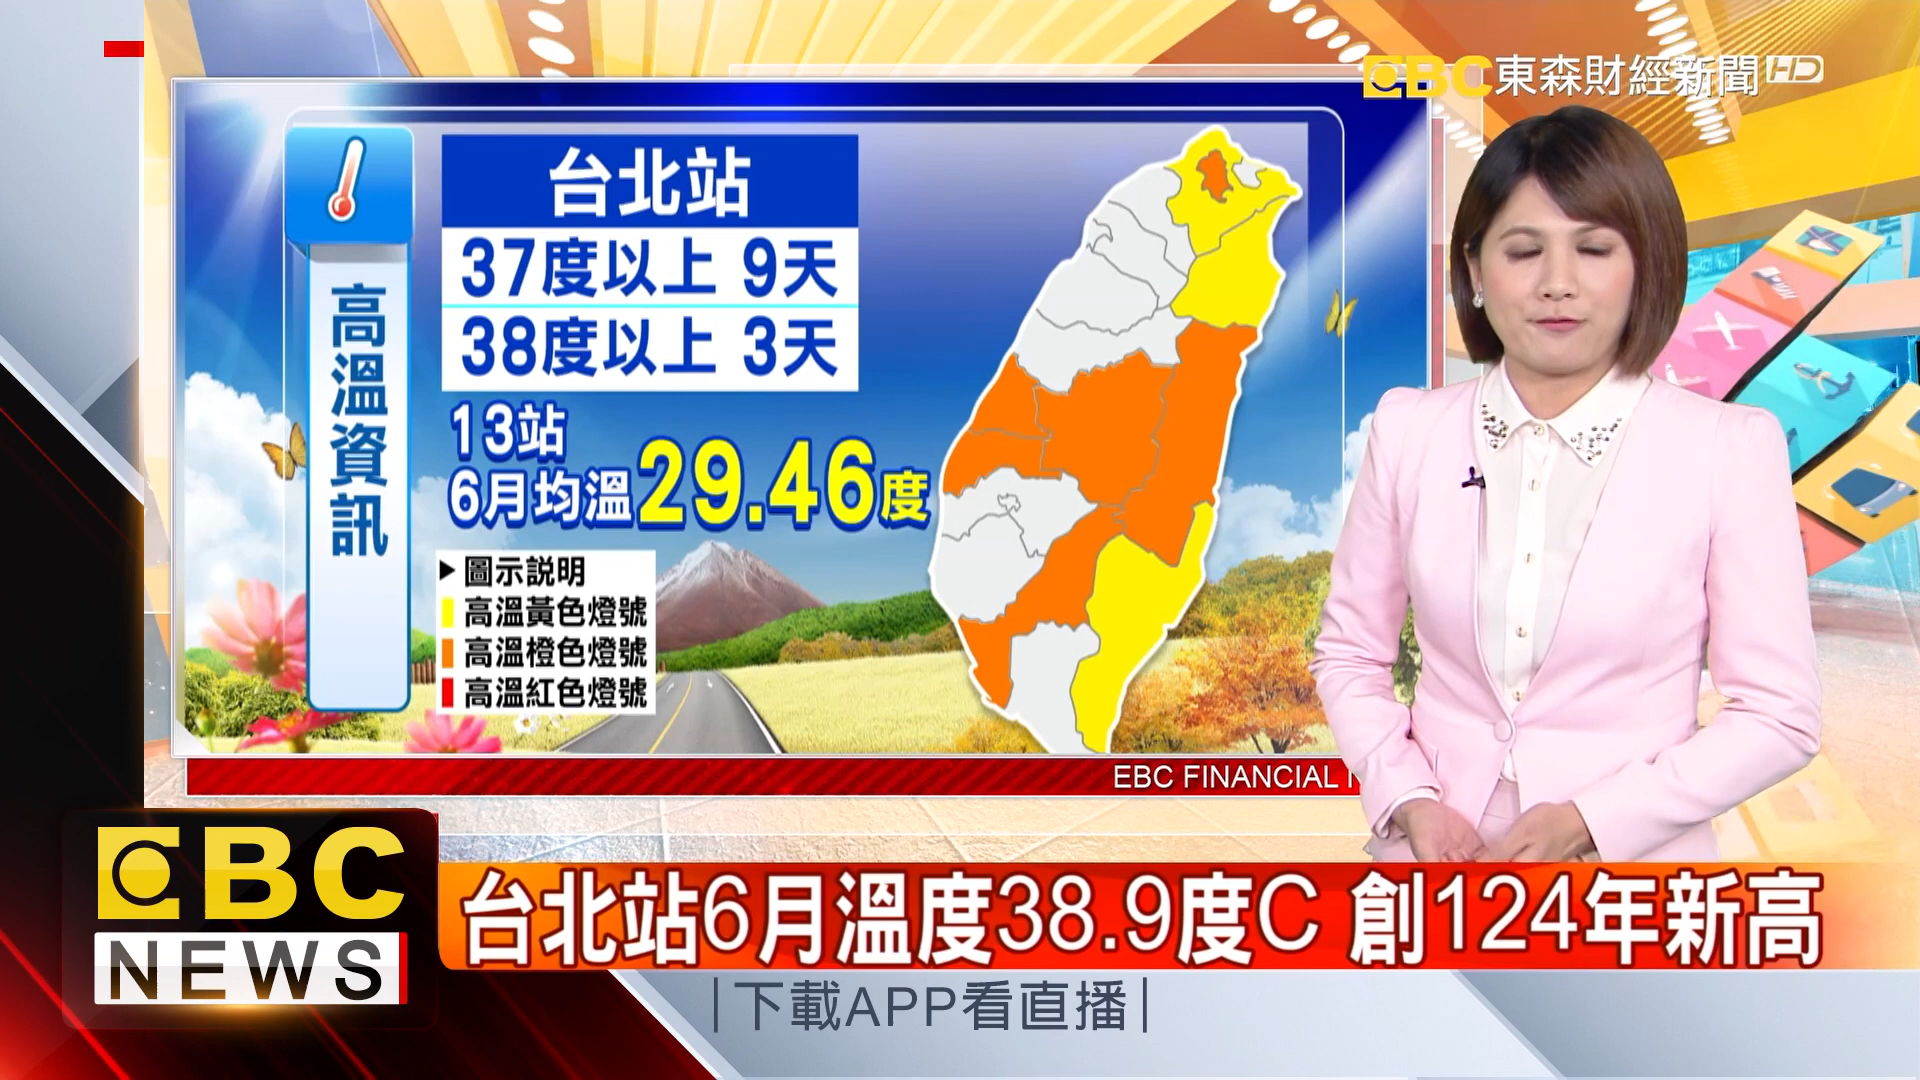 EBC東森財經新聞HD
高溫資訊
台北站
37度以上 9天
38度以上 3天
13站
6月均溫29.46度
圖示説明
高溫黃色燈號
高溫橙色燈號
高溫紅色燈號
EBC FINANCIAL
EBC
NEWS
台北站6月溫度38.9度C 創124年新高
|下載APP看直播|